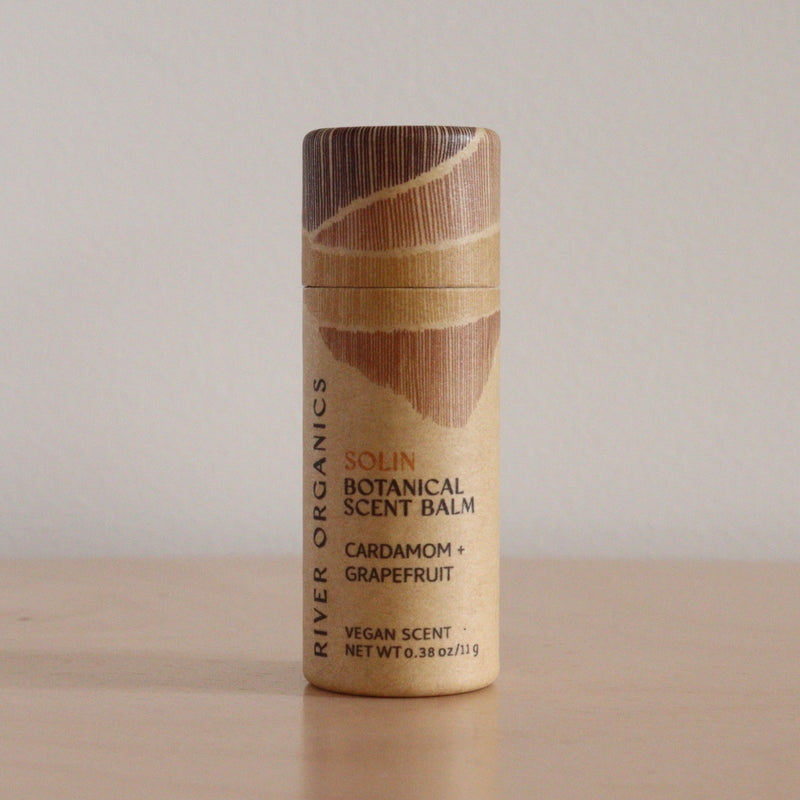 RIVER ORGANICS
SOLIN
BOTANICAL
SCENT BALM
CARDAMOM +
GRAPEFRUIT
VEGAN SCENT
NET WT 0.38 oz/11 g